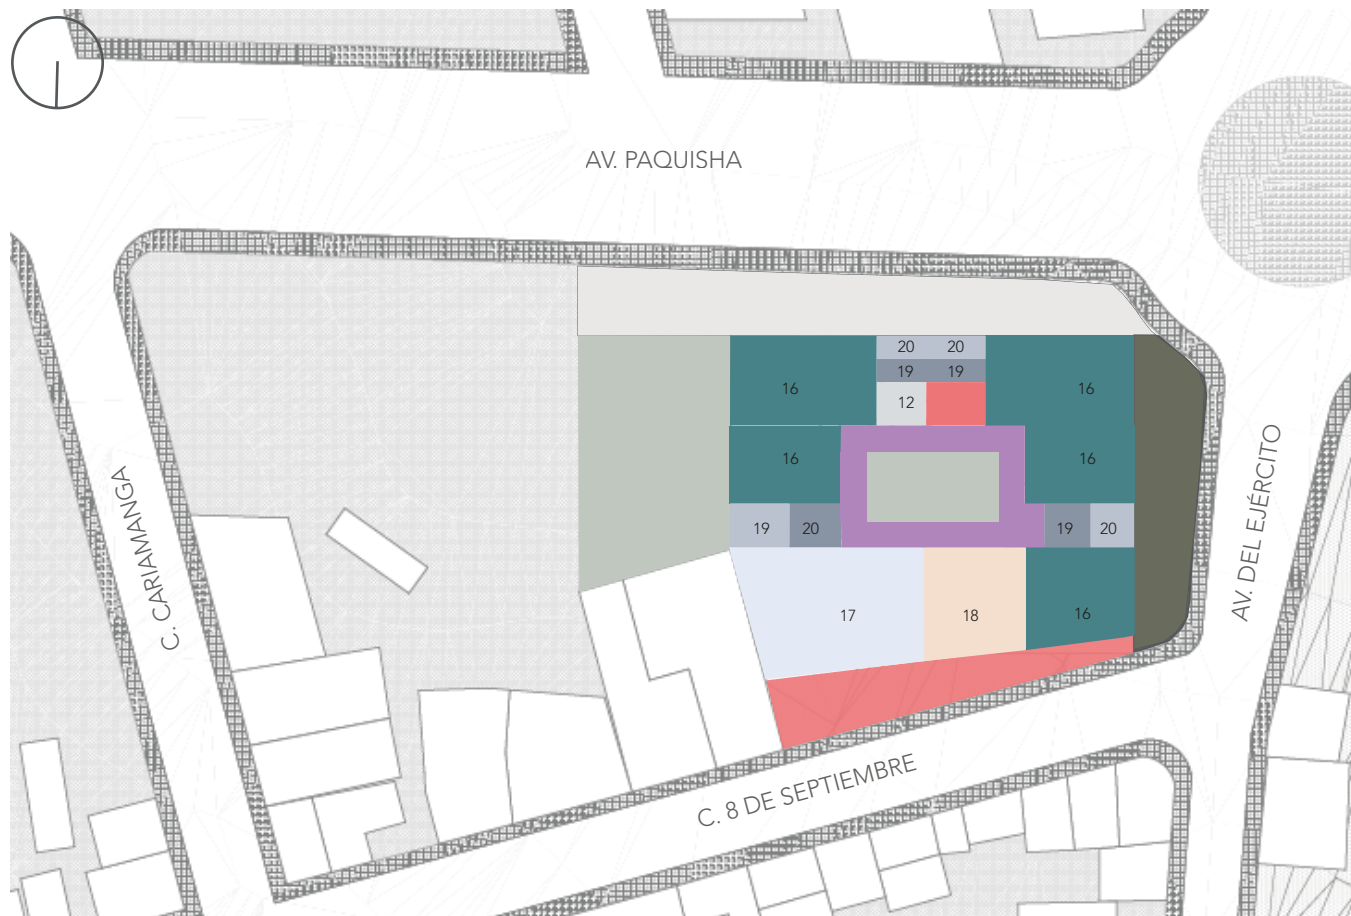 AV. PAQUISHA
20 20
19 19
16 12 16
16 16
19 20 19 20
17 18 16
C. CARIAMANGA
AV. DEL EJÉRCITO
C. 8 DE SEPTIEMBRE